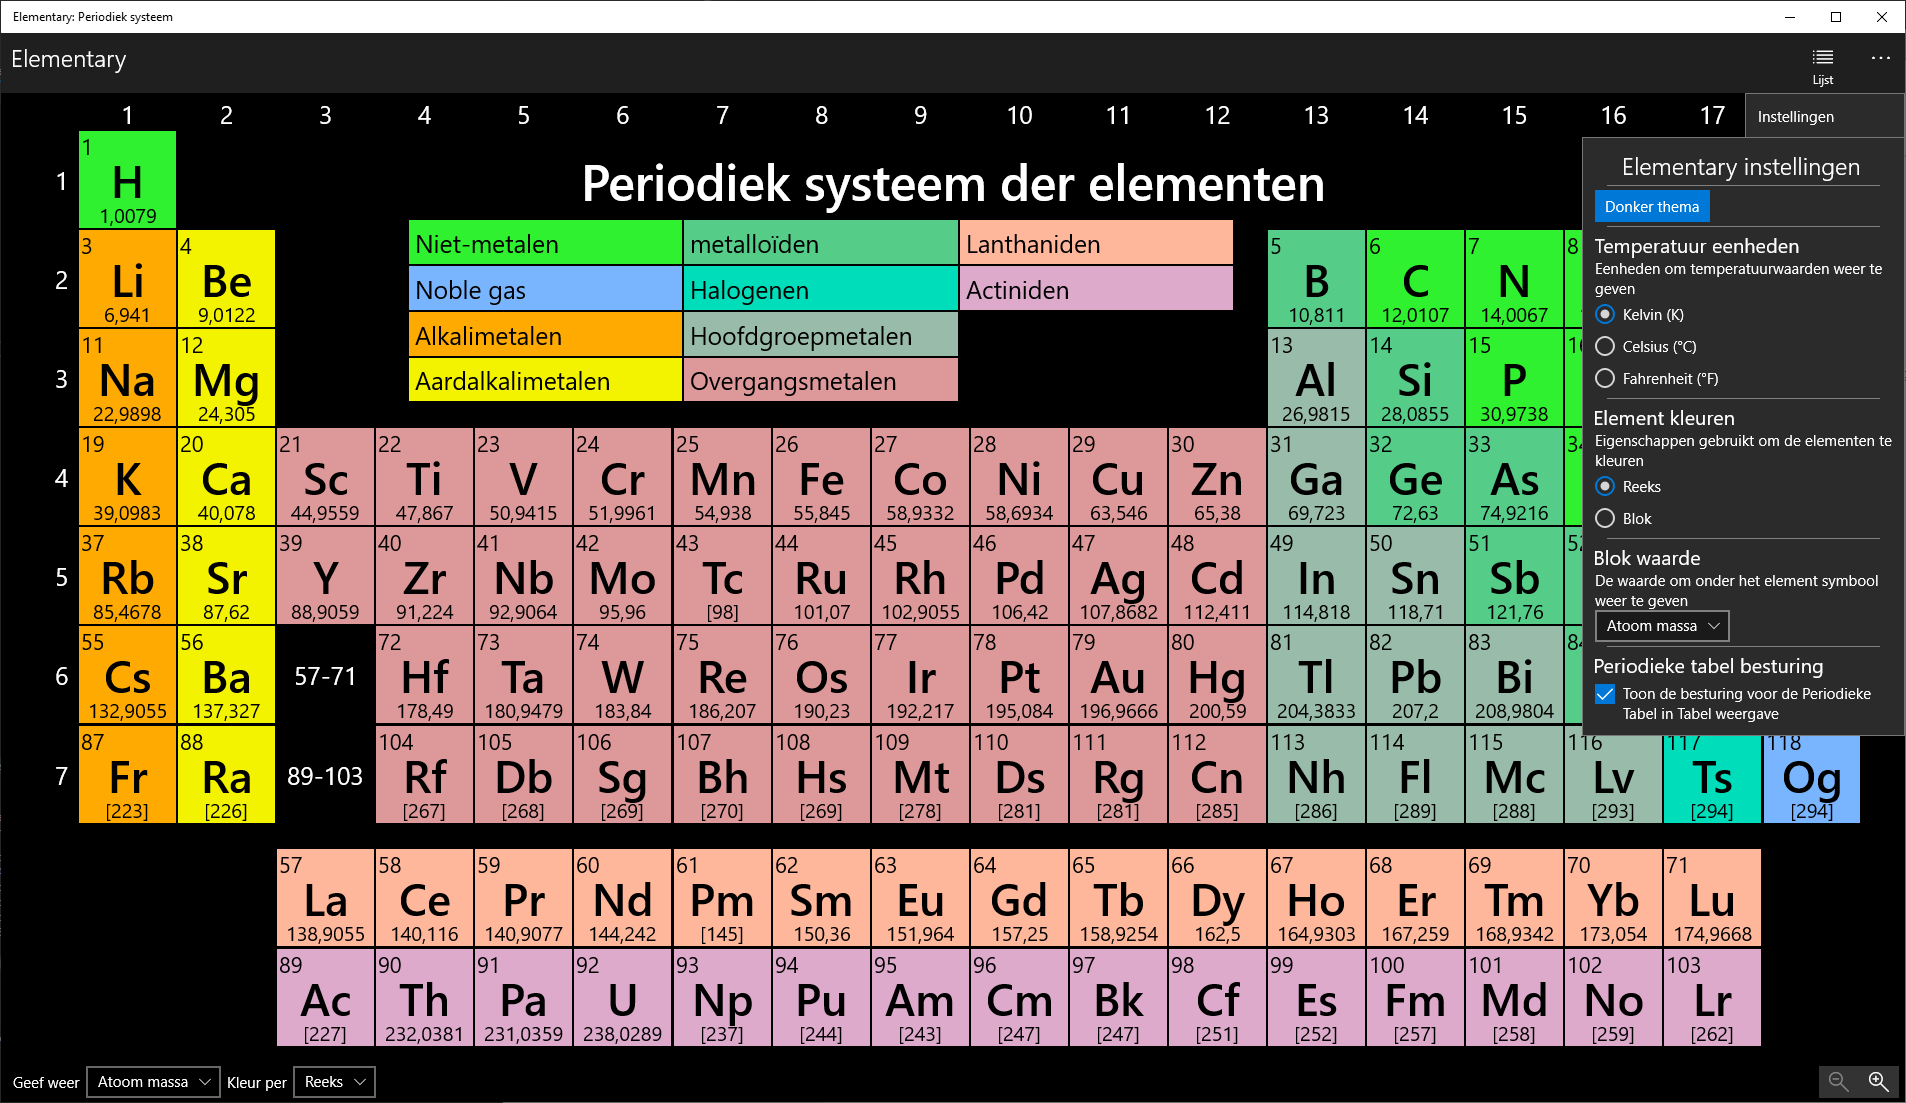 Elementary: Periodiek systeem
Elementary
Lijst
1 2 3 4 5 6 7 8 9 10 11 12 13 14 15 16 17
Instellingen
Periodiek systeem der elementen
Niet-metalen metalloïden Lanthaniden
Noble gas Halogenen Actiniden
Alkalimetalen Hoofdgroepmetalen
Aardalkalimetalen Overgangsmetalen
1
1
H
1,0079
2
3 4 5 6 7 8
Li Be B C N
6,941 9,0122 10,811 12,0107 14,0067
3
11 12 13 14 15
Na Mg Al Si P
22,9898 24,305 26,9815 28,0855 30,9738
4
19 20 21 22 23 24 25 26 27 28 29 30 31 32 33
K Ca Sc Ti V Cr Mn Fe Co Ni Cu Zn Ga Ge As
39,0983 40,078 44,9559 47,867 50,9415 51,9961 54,938 55,845 58,9332 58,6934 63,546 65,38 69,723 72,63 74,9216
5
37 38 39 40 41 42 43 44 45 46 47 48 49 50 51
Rb Sr Y Zr Nb Mo Tc Ru Rh Pd Ag Cd In Sn Sb
85,4678 87,62 88,9059 91,224 92,9064 95,96 [98] 101,07 102,9055 106,42 107,8682 112,411 114,818 118,71 121,76
6
55 56 72 73 74 75 76 77 78 79 80 81 82 83
Cs Ba 57-71 Hf Ta W Re Os Ir Pt Au Hg Tl Pb Bi
132,9055 137,327 178,49 180,9479 183,84 186,207 190,23 192,217 195,084 196,9666 200,59 204,3833 207,2 208,9804
7
87 88 104 105 106 107 108 109 110 111 112 113 114 115 116 117 118
Fr Ra 89-103 Rf Db Sg Bh Hs Mt Ds Rg Cn Nh Fl Mc Lv Ts Og
[223] [226] [267] [268] [269] [270] [269] [278] [281] [281] [285] [286] [289] [288] [293] [294] [294]
57 58 59 60 61 62 63 64 65 66 67 68 69 70 71
La Ce Pr Nd Pm Sm Eu Gd Tb Dy Ho Er Tm Yb Lu
138,9055 140,116 140,9077 144,242 [145] 150,36 151,964 157,25 158,9254 162,5 164,9303 167,259 168,9342 173,054 174,9668
89 90 91 92 93 94 95 96 97 98 99 100 101 102 103
Ac Th Pa U Np Pu Am Cm Bk Cf Es Fm Md No Lr
[227] 232,0381 231,0359 238,0289 [237] [244] [243] [247] [247] [251] [252] [257] [258] [259] [262]
Elementary instellingen
Donker thema
Temperatuur eenheden
Eenheden om temperatuurwaarden weer te
geven
Kelvin (K)
Celsius (°C)
Fahrenheit (°F)
Element kleuren
Eigenschappen gebruikt om de elementen te
kleuren
Reeks
Blok
Blok waarde
De waarde om onder het element symbool
weer te geven
Atoom massa
Periodieke tabel besturing
Toon de besturing voor de Periodieke
Tabel in Tabel weergave
Geef weer Atoom massa Kleur per Reeks